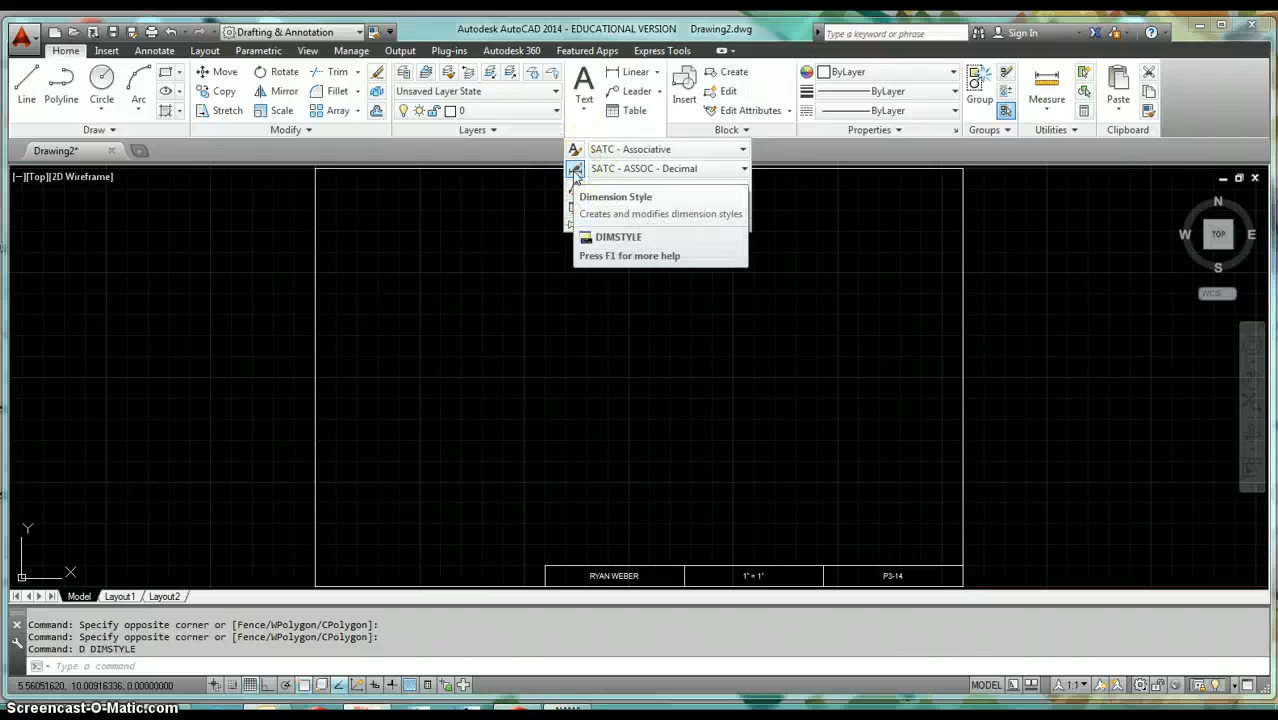 Drafting & Annotation
Autodesk AutoCAD 2014 - EDUCATIONAL VERSION Drawing2.dwg
Type a keyword or phrase
Sign In
Home Insert Annotate Layout Parametric View Manage Output Plug-ins Autodesk 360 Featured Apps Express Tools
Move Rotate Trim
Linear
Create
ByLayer
Copy Mirror Fillet
Unsaved Layer State
Leader
Edit
ByLayer
Line Polyline Circle Arc
Text
Insert
Group Measure Paste
Stretch Scale Array
0
Table
Edit Attributes
ByLayer
Draw Modify Layers Block Properties Groups Utilities Clipboard
Drawing2*
SATC - Associative
SATC - ASSOC - Decimal
[−][Top][2D Wireframe]
Dimension Style
Creates and modifies dimension styles
DIMSTYLE
Press F1 for more help
N
W TOP E
S
WCS
Y
X
RYAN WEBER 1" = 1" P3-14
Model Layout1 Layout2
Command: Specify opposite corner or [Fence/WPolygon/CPolygon]:
Command: Specify opposite corner or [Fence/WPolygon/CPolygon]:
Command: D DIMSTYLE
Type a command
5.56051620, 10.00916336, 0.00000000
MODEL
1:1
Screencast-O-Matic.com